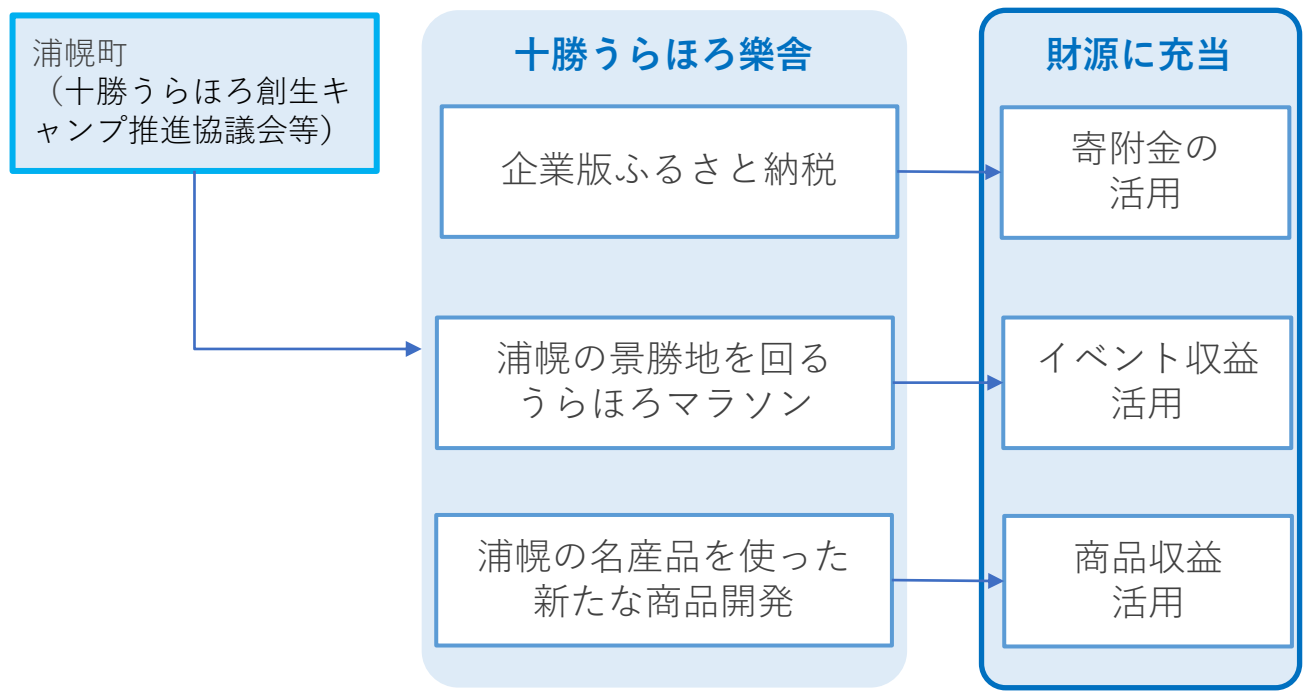 浦幌町
（十勝うらほろ創生キ
ャンプ推進協議会等）
十勝うらほろ樂舎
企業版ふるさと納税
浦幌の景勝地を回る
うらほろマラソン
浦幌の名産品を使った
新たな商品開発
財源に充当
寄附金の
活用
イベント収益
活用
商品収益
活用